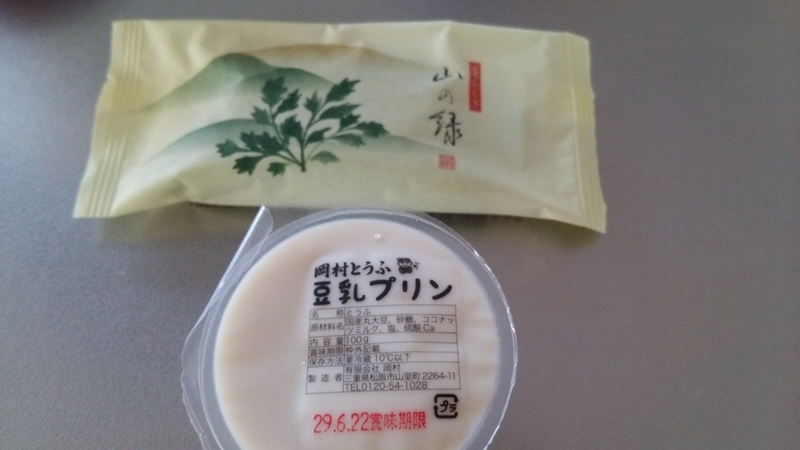 山の緑
岡村とうふ
豆乳プリン
名 称 とうふ
原材料名 国産丸大豆、砂糖、ココナッ
ツミルク、塩、硫酸Ca
内 容 量 100g
賞味期限 枠外記載
保存方法 要冷蔵 10℃以下
製 造 者 有限会社 岡村
三重県松阪市山室町2264-11
TEL0120-54-1028
プラ
29.6.22賞味期限